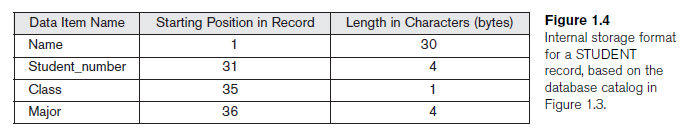 Data Item Name Starting Position in Record Length in Characters (bytes)
Name 1 30
Student_number 31 4
Class 35 1
Major 36 4
Figure 1.4
Internal storage format
for a STUDENT
record, based on the
database catalog in
Figure 1.3.